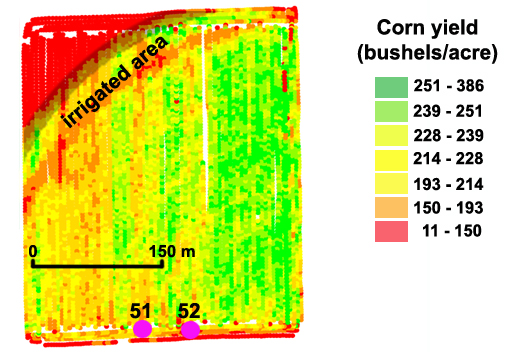 Corn yield
(bushels/acre)
251 - 386
239 - 251
228 - 239
214 - 228
193 - 214
150 - 193
11 - 150
irrigated area
0 150 m
51 52